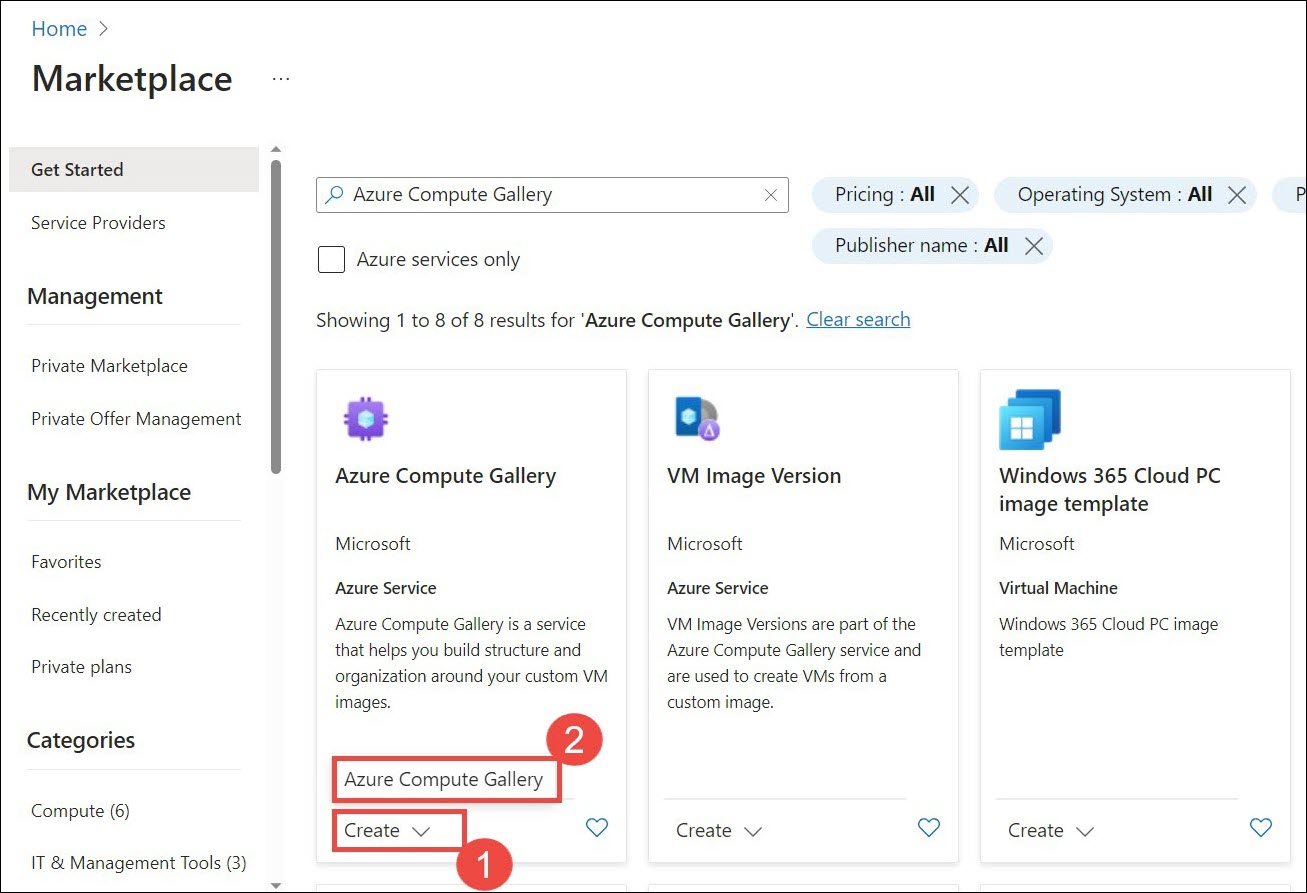 Home
Marketplace ...
Get Started
Service Providers
Management
Private Marketplace
Private Offer Management
My Marketplace
Favorites
Recently created
Private plans
Categories
Compute (6)
IT & Management Tools (3)
Azure Compute Gallery
Pricing : All
Operating System : All
P
Publisher name : All
Azure services only
Showing 1 to 8 of 8 results for 'Azure Compute Gallery'. Clear search
Azure Compute Gallery
Microsoft
Azure Service
Azure Compute Gallery is a service
that helps you build structure and
organization around your custom VM
images.
2
Azure Compute Gallery
Create
1
VM Image Version
Microsoft
Azure Service
VM Image Versions are part of the
Azure Compute Gallery service and
are used to create VMs from a
custom image.
Create
Windows 365 Cloud PC
image template
Microsoft
Virtual Machine
Windows 365 Cloud PC image
template
Create